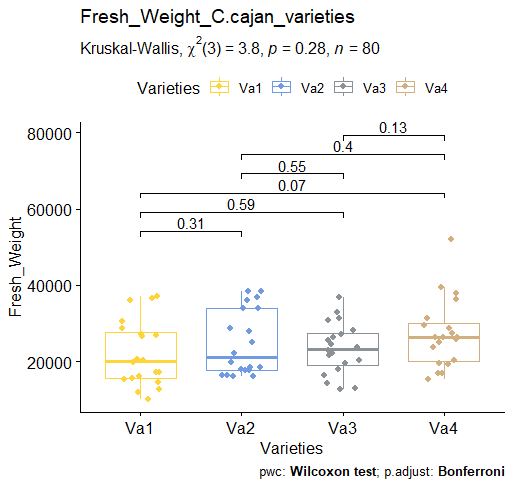 Fresh_Weight_C.cajan_varieties
Kruskal-Wallis, χ²(3) = 3.8, p = 0.28, n = 80
Varieties Va1 Va2 Va3 Va4
80000
60000
40000
20000
Fresh_Weight
0.13
0.4
0.55
0.07
0.59
0.31
Va1 Va2 Va3 Va4
Varieties
pwc: Wilcoxon test; p.adjust: Bonferroni